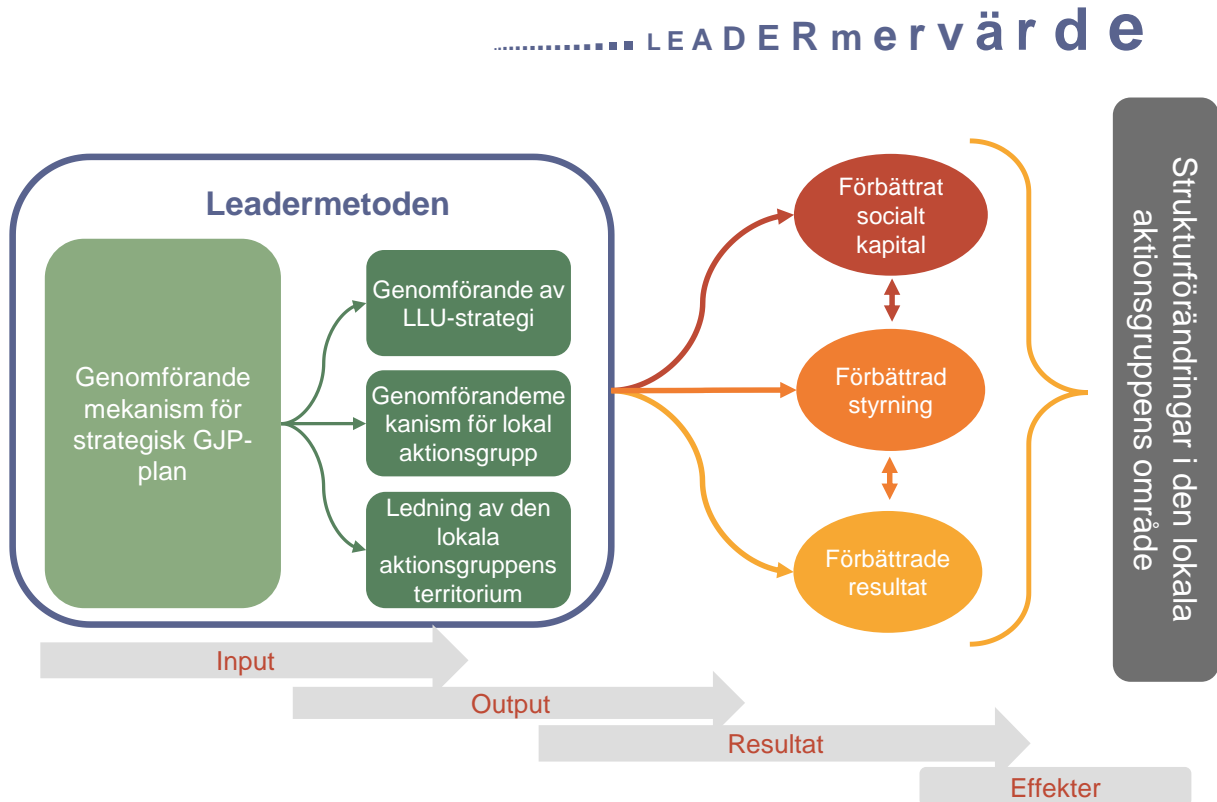 LEADERmervärde
Leadermetoden
Genomförande
mekanism för
strategisk GJP-
plan
Genomförande av
LLU-strategi
Genomförandeme
kanism för lokal
aktionsgrupp
Ledning av den
lokala
aktionsgruppens
territorium
Förbättrat
socialt
kapital
Förbättrad
styrning
Förbättrade
resultat
Strukturförändringar i den lokala
aktionsgruppens område
Input
Output
Resultat
Effekter